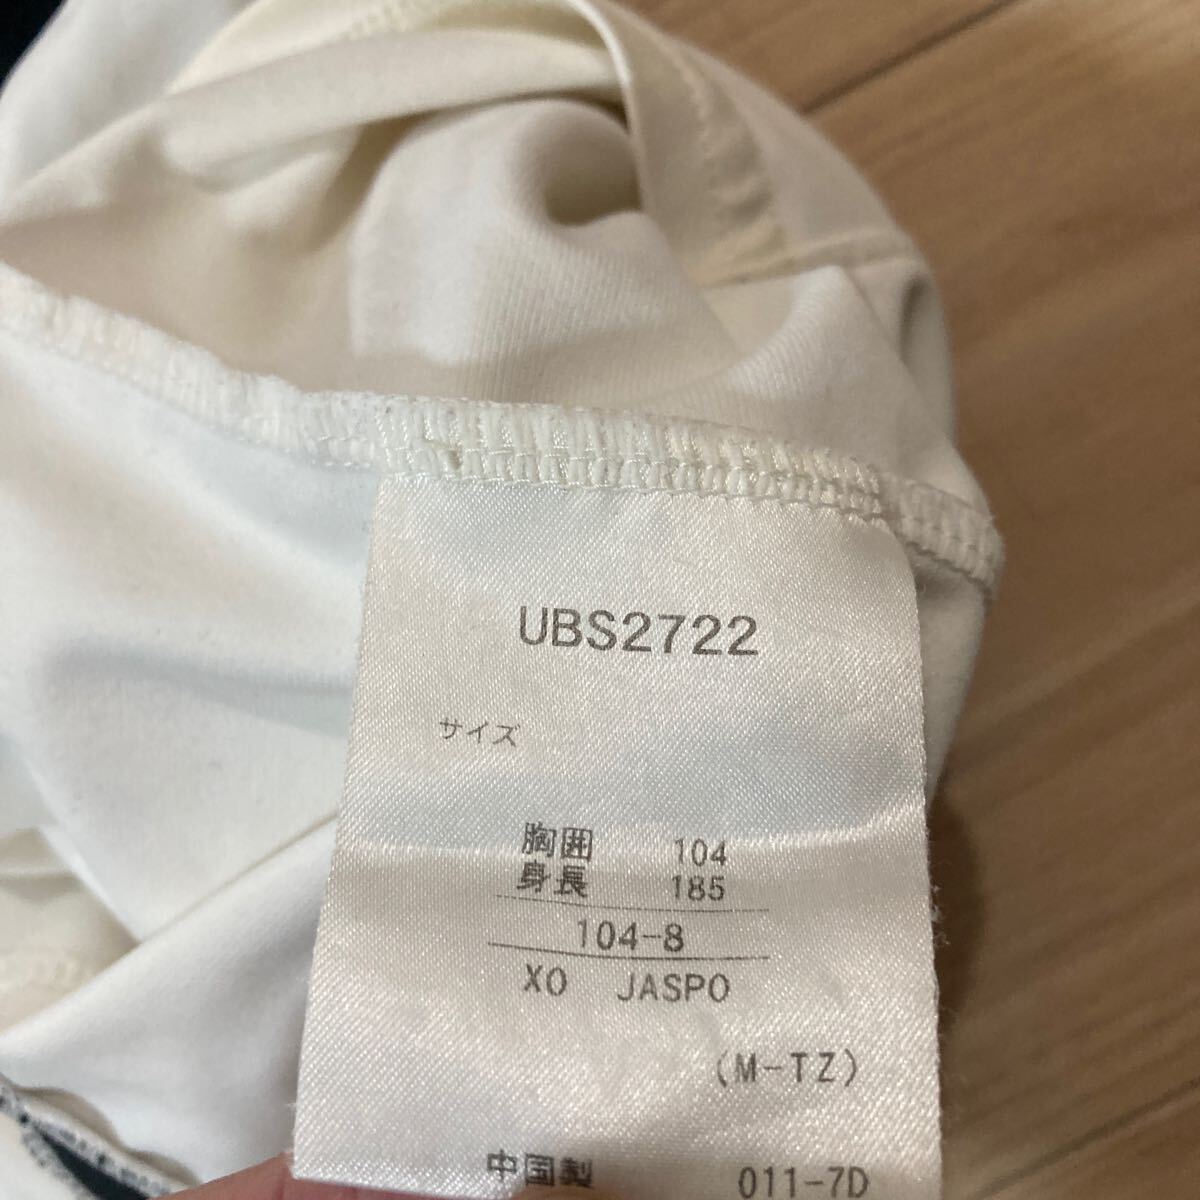 UBS2722
サイズ
胸囲 104
身長 185
104-8
XO JASPO
(M-TZ)
中国製 011-7D